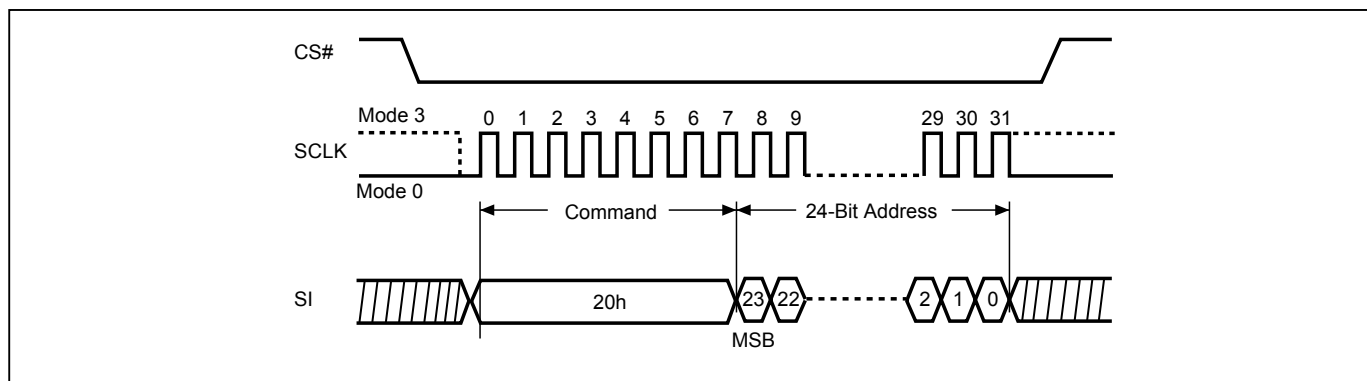 CS#
Mode 3
0 1 2 3 4 5 6 7 8 9 29 30 31
SCLK
Mode 0
Command 24-Bit Address
SI 20h 23 22 2 1 0
MSB